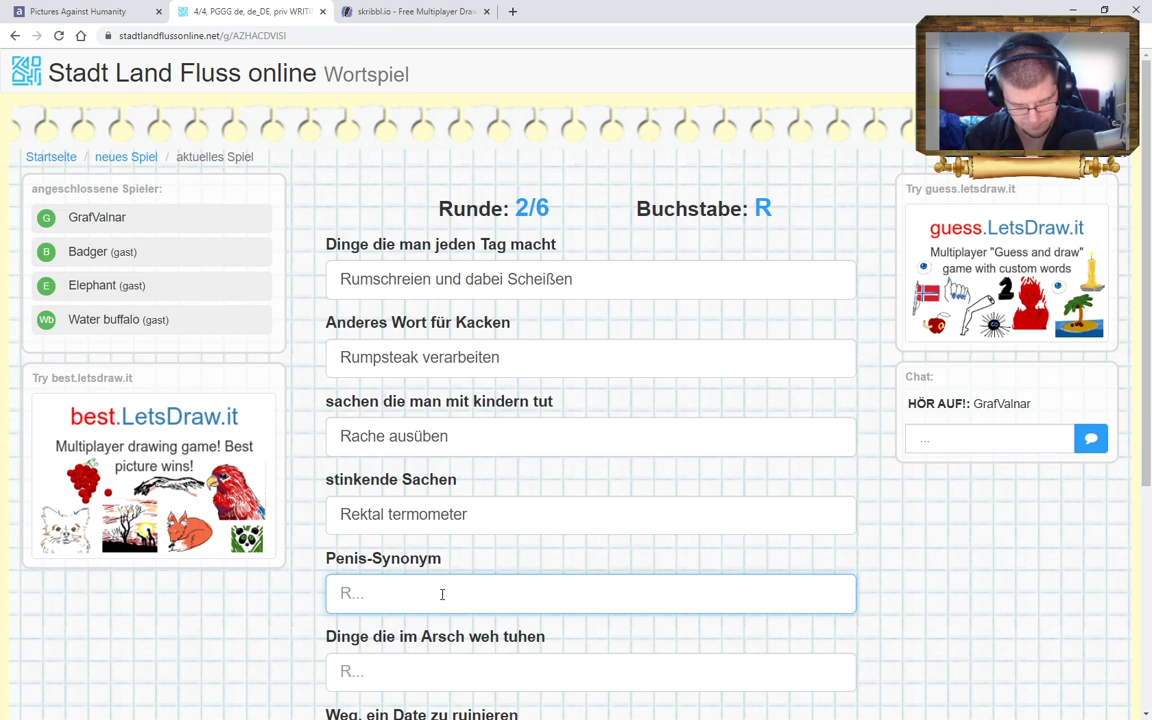 Pictures Against Humanity
4/4, PGGG de, de_DE, priv WRITI
skribbl.io - Free Multiplayer Draw
stadtlandflussonline.net/g/AZHACDVISI
Stadt Land Fluss online Wortspiel
Startseite / neues Spiel / aktuelles Spiel
angeschlossene Spieler:
G GrafValnar
B Badger (gast)
E Elephant (gast)
Wb Water buffalo (gast)
Try best.letsdraw.it
best.LetsDraw.it
Multiplayer drawing game! Best
picture wins!
Runde: 2/6
Buchstabe: R
Dinge die man jeden Tag macht
Rumschreien und dabei Scheißen
Anderes Wort für Kacken
Rumpsteak verarbeiten
sachen die man mit kindern tut
Rache ausüben
stinkende Sachen
Rektal termometer
Penis-Synonym
R...
Dinge die im Arsch weh tuhen
R...
Weg, ein Date zu ruinieren
Try guess.letsdraw.it
guess.LetsDraw.it
Multiplayer "Guess and draw"
game with custom words
Chat:
HÖR AUF!: GrafValnar
...